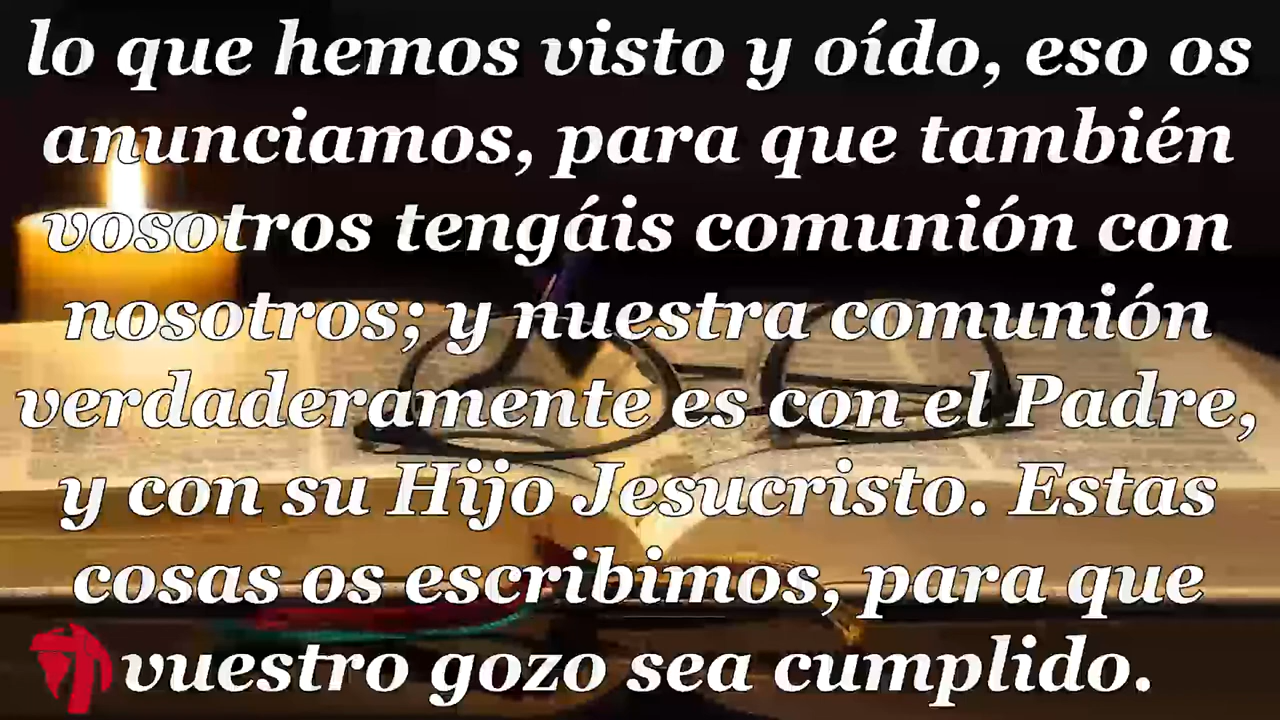 lo que hemos visto y oído, eso os
anunciamos, para que también
vosotros tengáis comunión con
nosotros; y nuestra comunión
verdaderamente es con el Padre,
y con su Hijo Jesucristo. Estas
cosas os escribimos, para que
vuestro gozo sea cumplido.